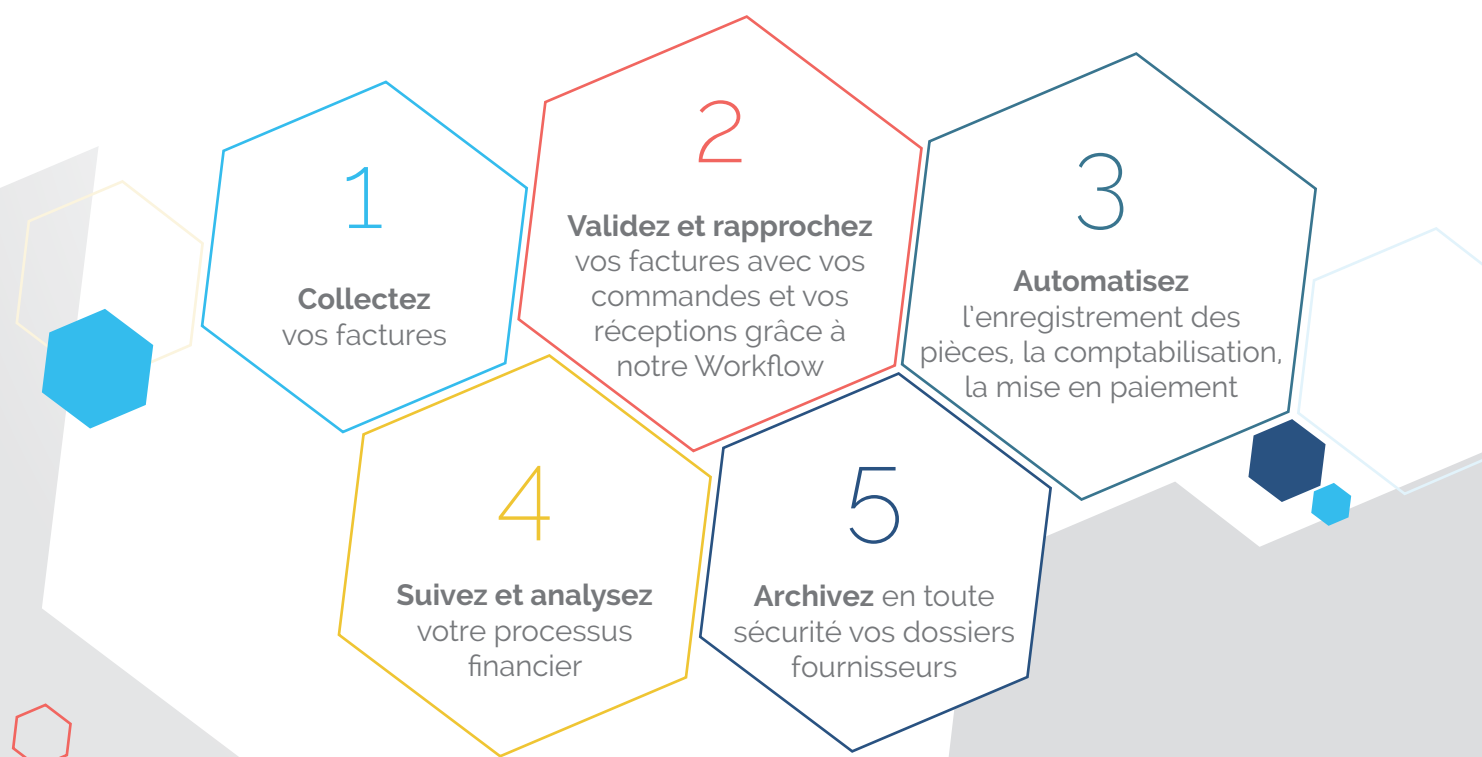 1
Collectez
vos factures
2
Validez et rapprochez
vos factures avec vos
commandes et vos
réceptions grâce à
notre Workflow
3
Automatisez
l'enregistrement des
pièces, la comptabilisation,
la mise en paiement
4
Suivez et analysez
votre processus
financier
5
Archivez en toute
sécurité vos dossiers
fournisseurs